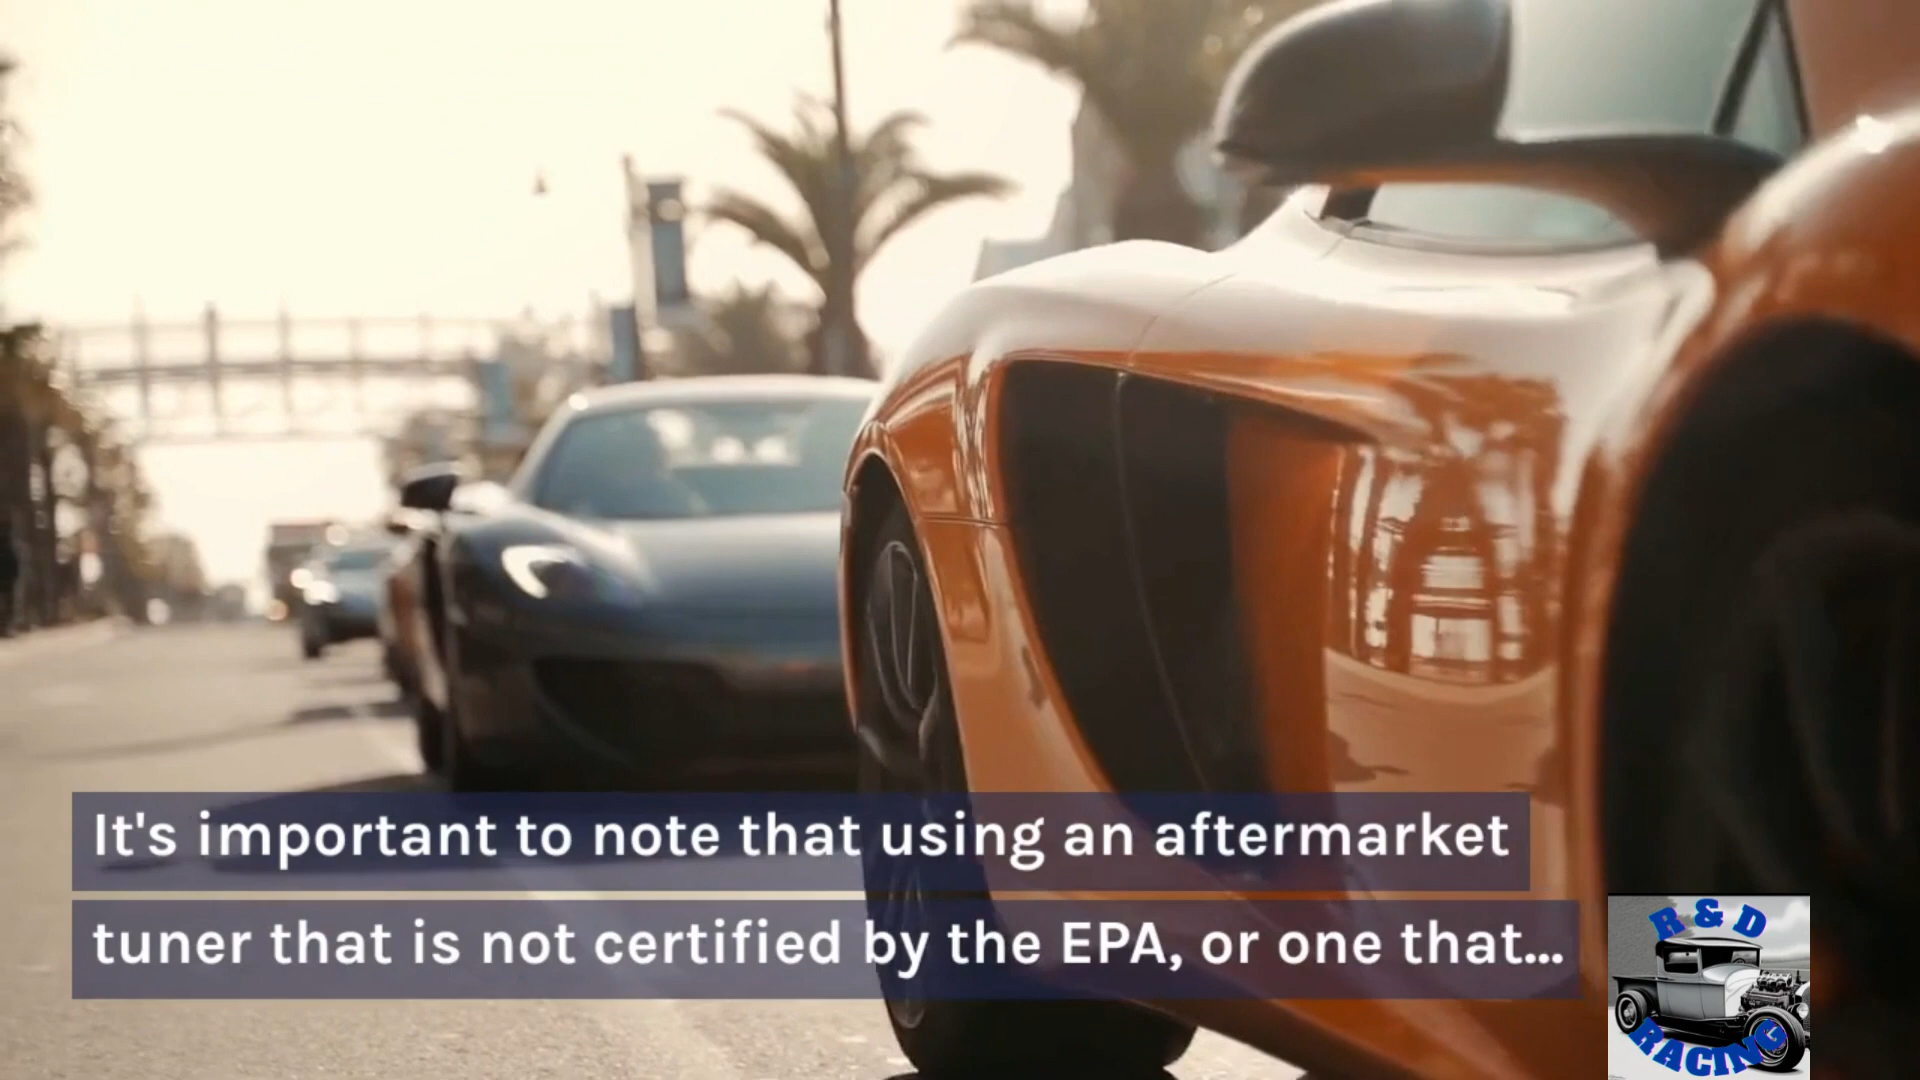 It's important to note that using an aftermarket
tuner that is not certified by the EPA, or one that...
R & D
RACING